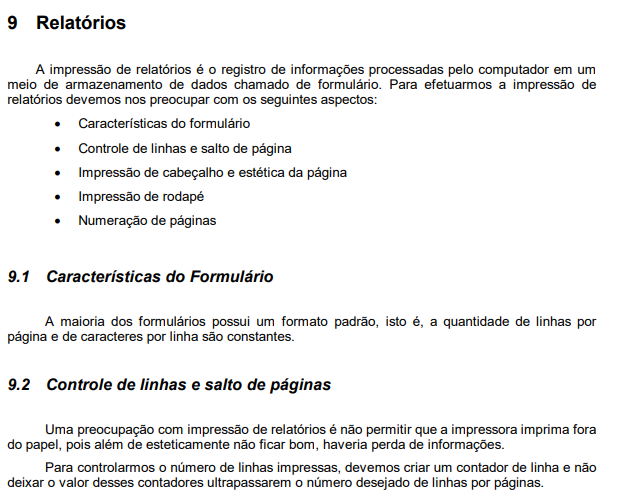 9 Relatórios
A impressão de relatórios é o registro de informações processadas pelo computador em um
meio de armazenamento de dados chamado de formulário. Para efetuarmos a impressão de
relatórios devemos nos preocupar com os seguintes aspectos:
• Características do formulário
• Controle de linhas e salto de página
• Impressão de cabeçalho e estética da página
• Impressão de rodapé
• Numeração de páginas
9.1 Características do Formulário
A maioria dos formulários possui um formato padrão, isto é, a quantidade de linhas por
página e de caracteres por linha são constantes.
9.2 Controle de linhas e salto de páginas
Uma preocupação com impressão de relatórios é não permitir que a impressora imprima fora
do papel, pois além de esteticamente não ficar bom, haveria perda de informações.
Para controlarmos o número de linhas impressas, devemos criar um contador de linha e não
deixar o valor desses contadores ultrapassarem o número desejado de linhas por páginas.